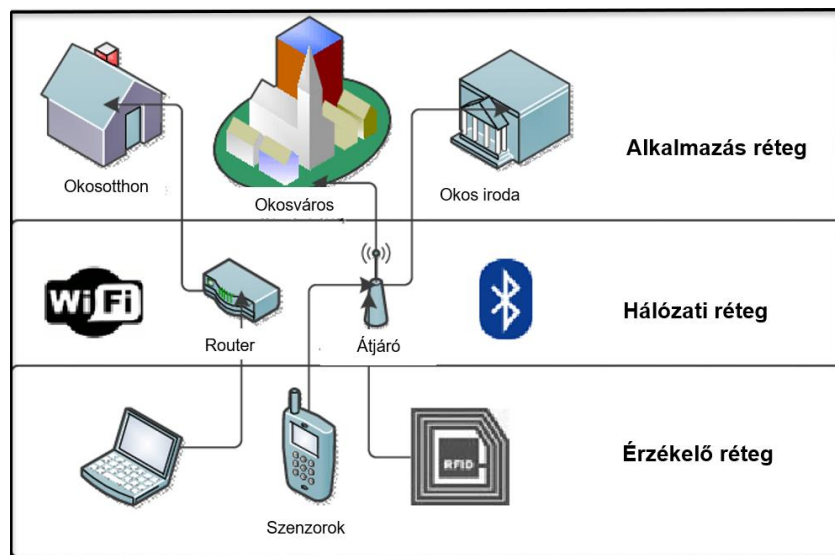 Okosotthon
Okosváros
Okos iroda
Alkalmazás réteg
WiFi
Router
Átjáró
Hálózati réteg
RFID
Szenzorok
Érzékelő réteg